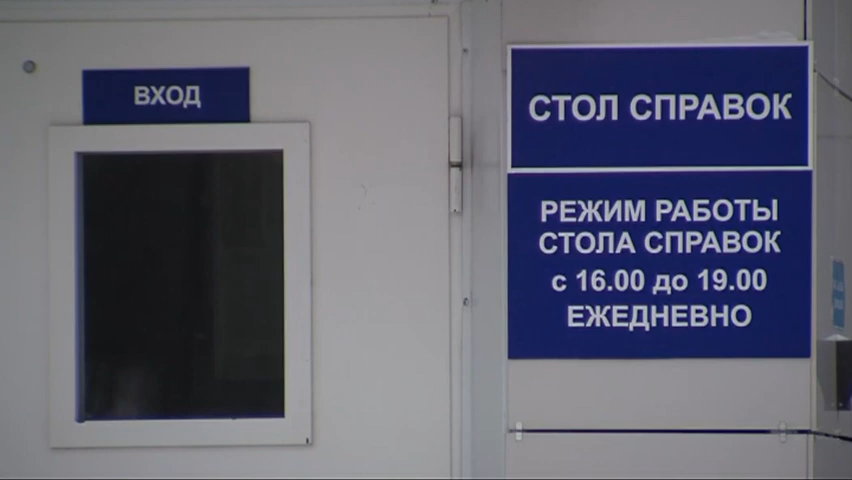 ВХОД
СТОЛ СПРАВОК
РЕЖИМ РАБОТЫ
СТОЛА СПРАВОК
с 16.00 до 19.00
ЕЖЕДНЕВНО